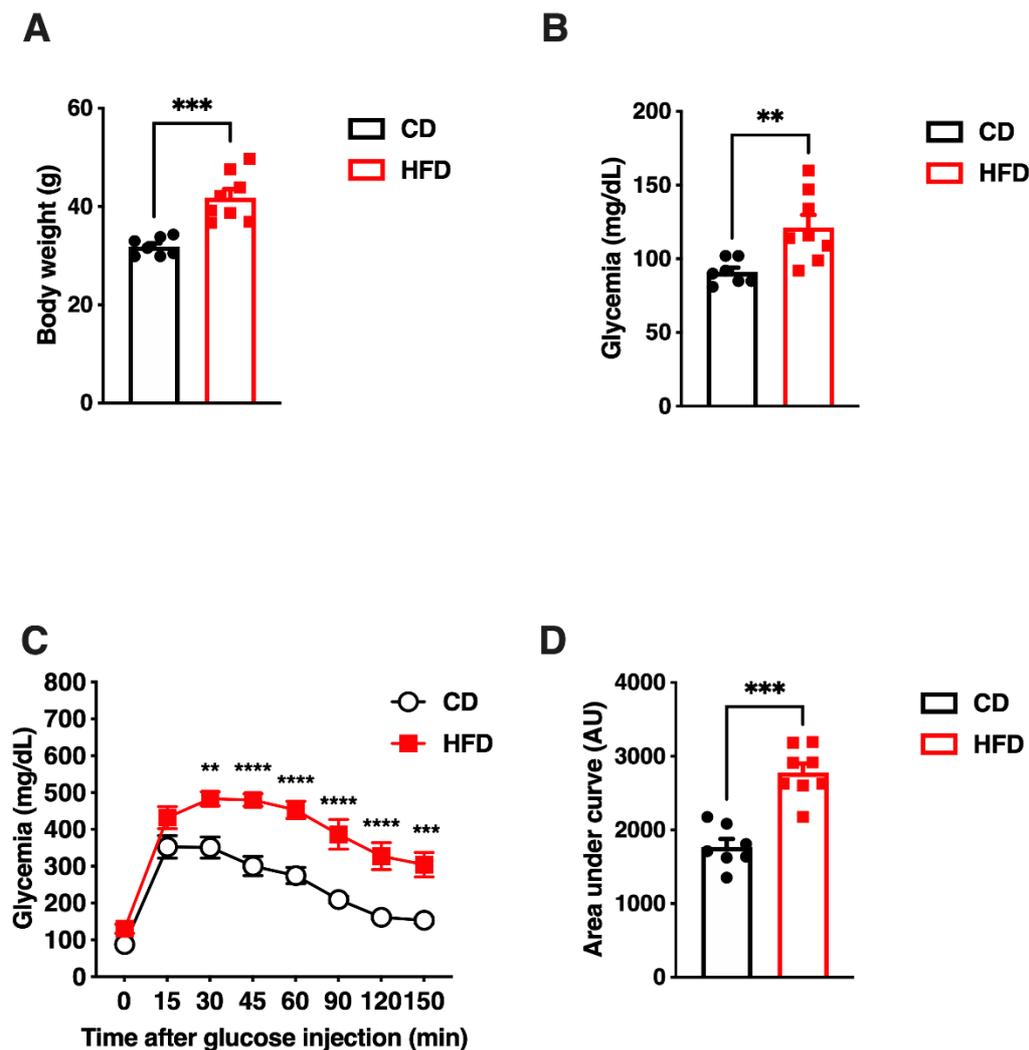 A
60
40
20
0
Body weight (g)
***
CD
HFD
B
200
150
100
50
0
Glycemia (mg/dL)
**
CD
HFD
C
800
700
600
500
400
300
200
100
0
Glycemia (mg/dL)
** **** **** **** **** ***
CD
HFD
0 15 30 45 60 90 120 150
Time after glucose injection (min)
D
4000
3000
2000
1000
0
Area under curve (AU)
***
CD
HFD